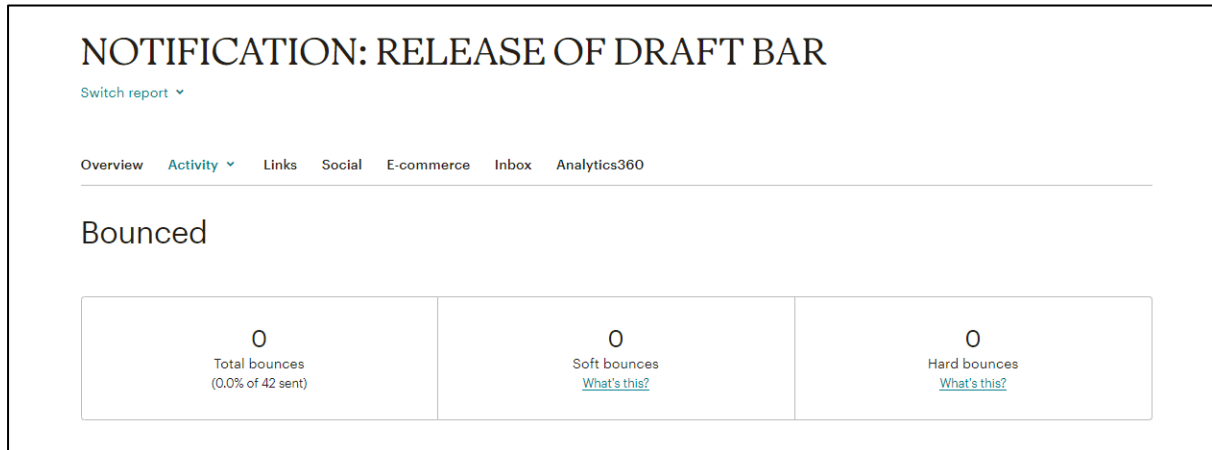 NOTIFICATION: RELEASE OF DRAFT BAR
Switch report
Overview Activity Links Social E-commerce Inbox Analytics360
Bounced
0 0 0
Total bounces Soft bounces Hard bounces
(0.0% of 42 sent) What's this? What's this?